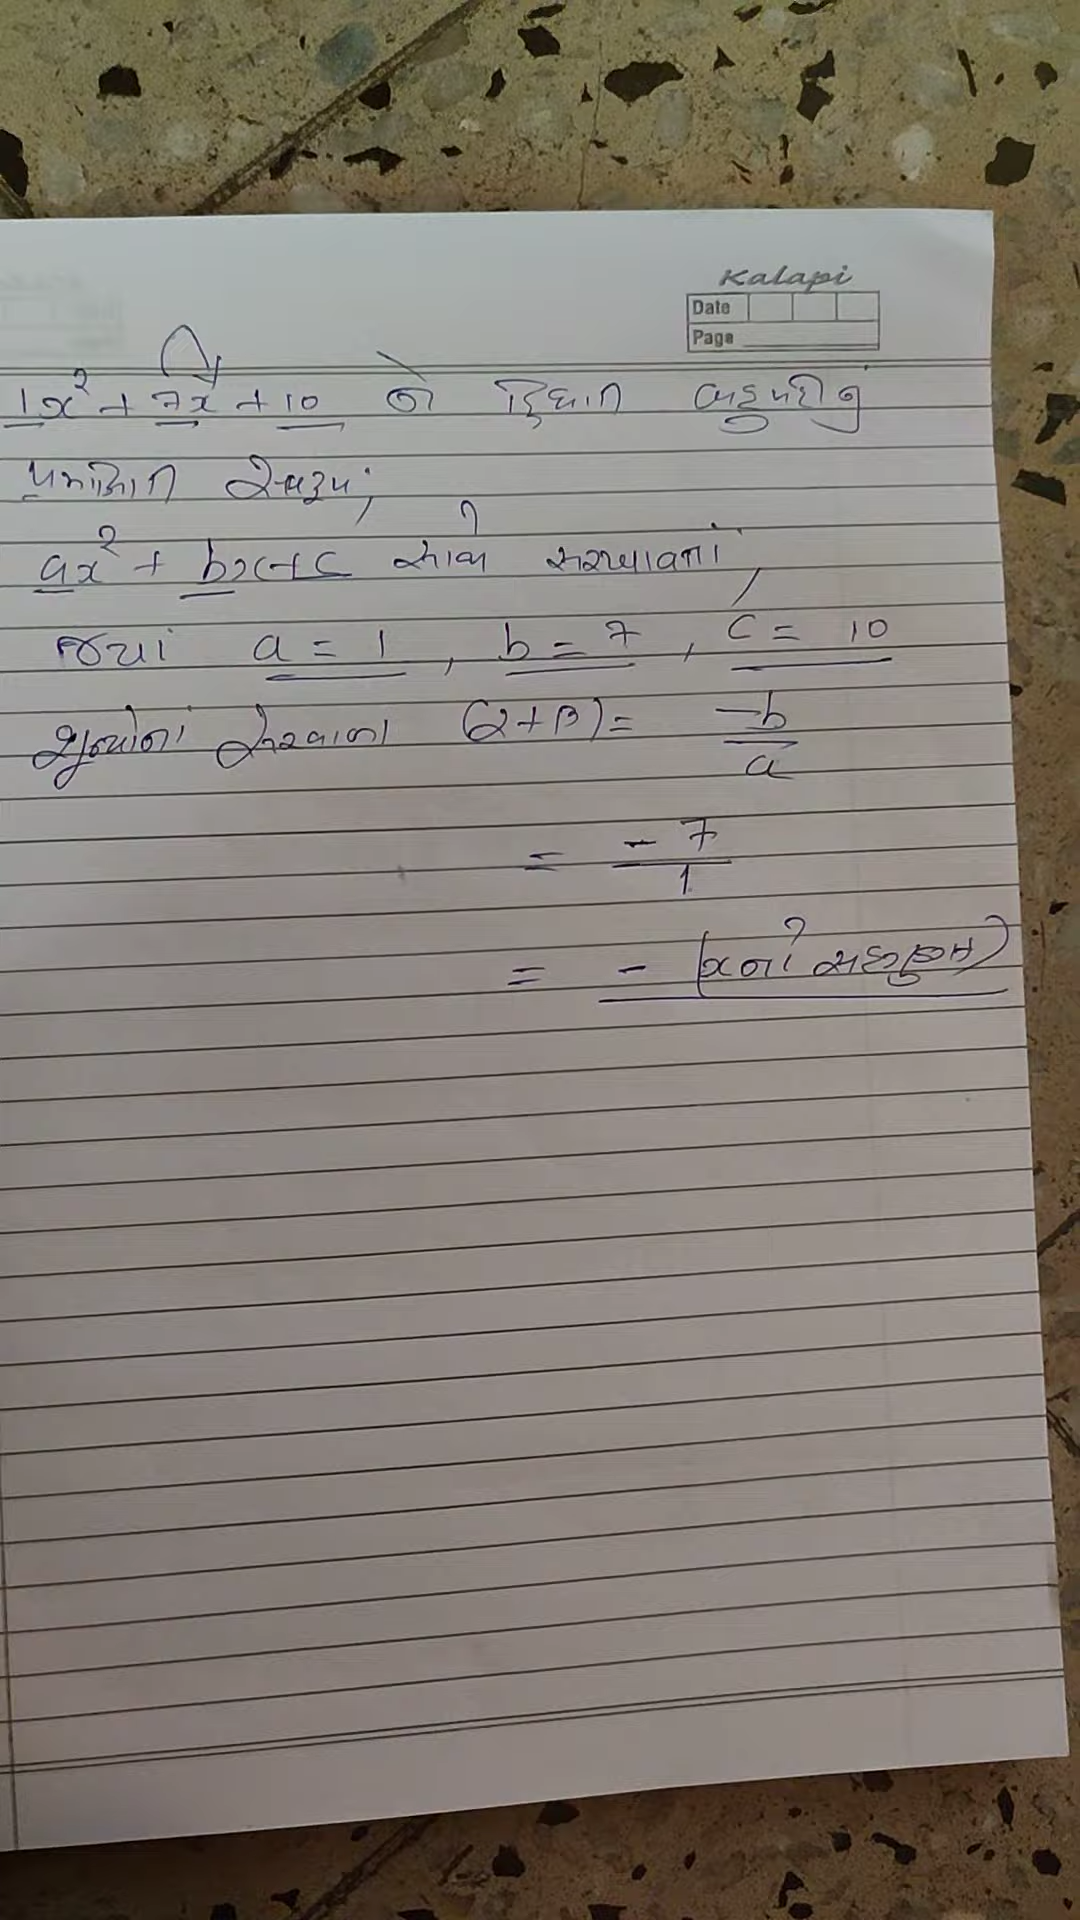 Kalapi
Date
Page
1x² + 7x + 10 ને દ્વિઘાત બહુપદીનું
પ્રમાણિત સ્વરૂપ,
ax² + bx+c સાથે સરખાવતાં,
જ્યાં a = 1 , b = 7 , c = 10
શૂન્યોનાં સરવાળા (α+β) = -b/a
= -7/1
= - (xનો સહગુણક)